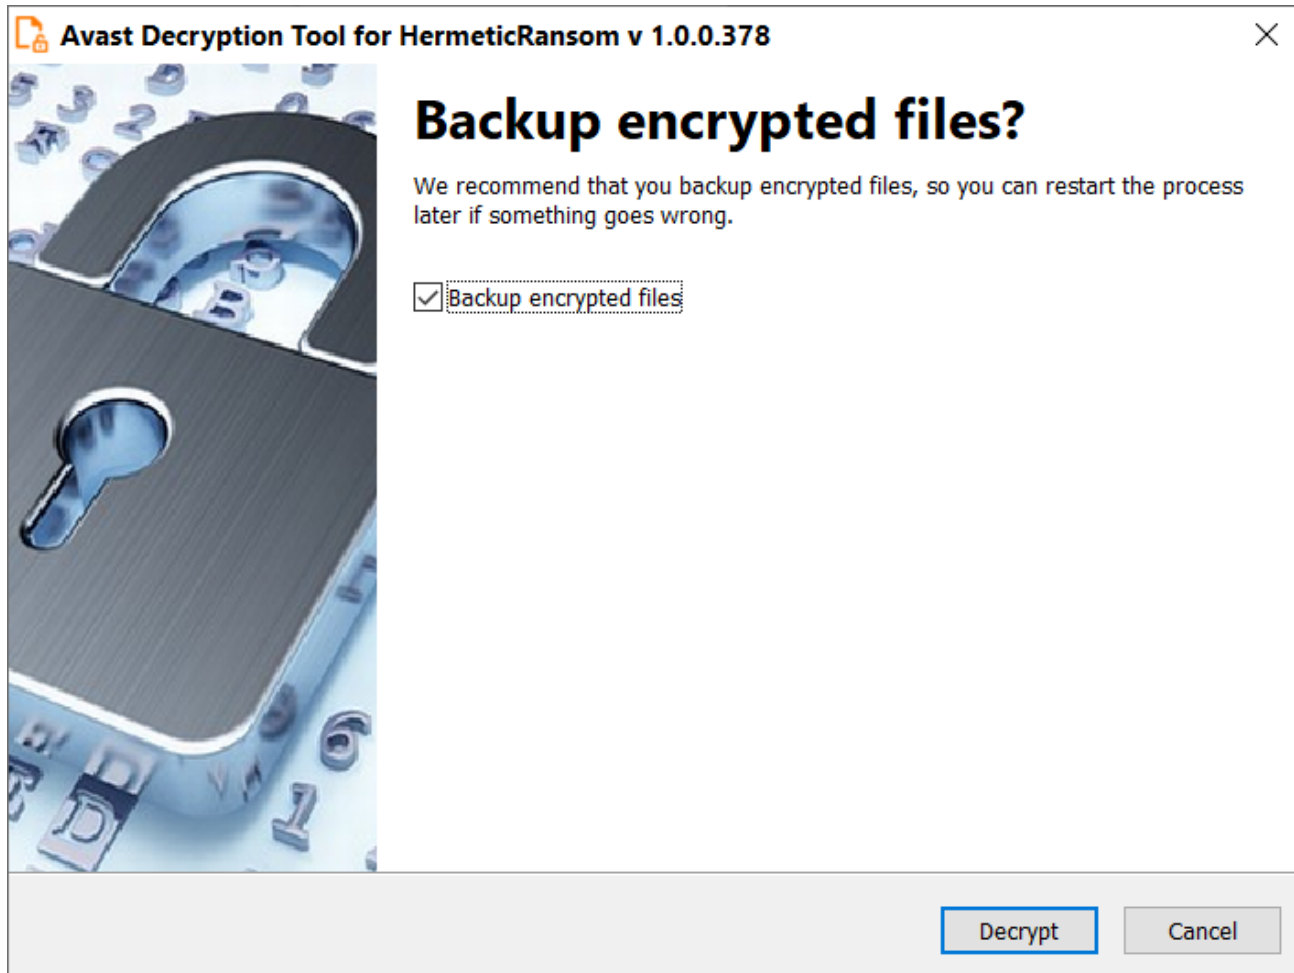 Avast Decryption Tool for HermeticRansom v 1.0.0.378
Backup encrypted files?
We recommend that you backup encrypted files, so you can restart the process
later if something goes wrong.
Backup encrypted files
Decrypt
Cancel